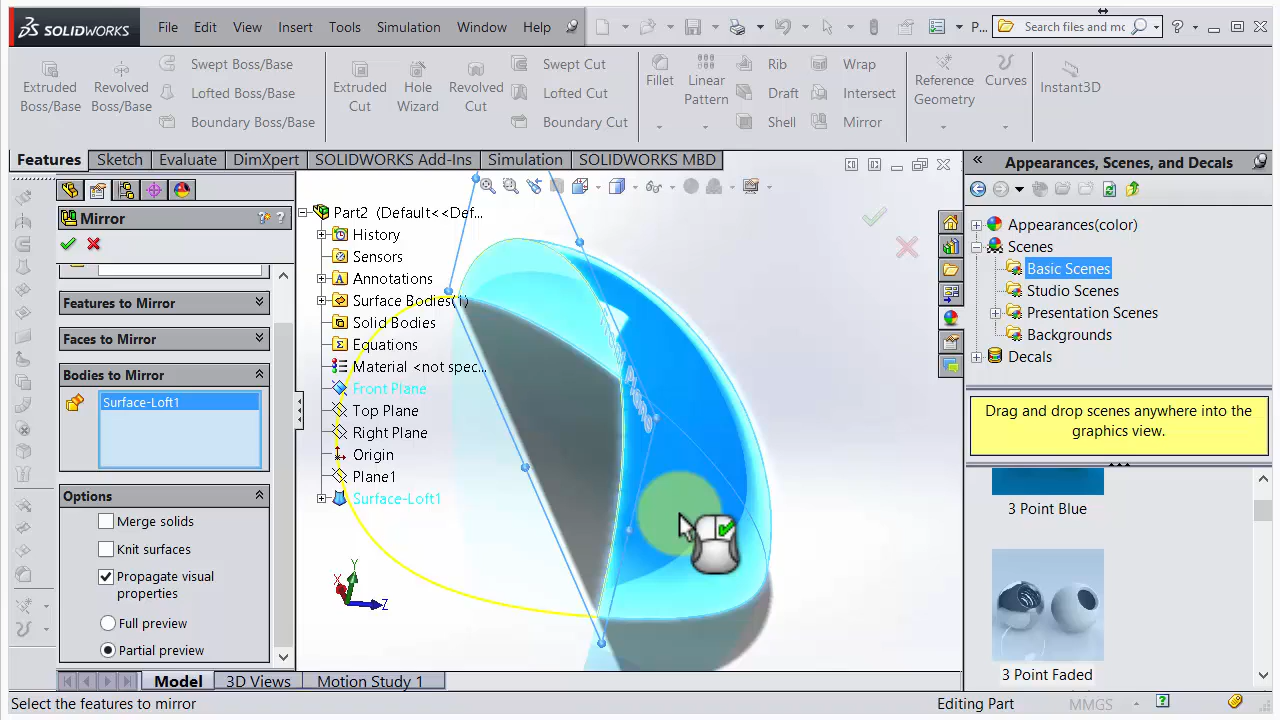 SOLIDWORKS File Edit View Insert Tools Simulation Window Help P... Search files and mc ?
Extruded Boss/Base
Revolved Boss/Base
Swept Boss/Base
Lofted Boss/Base
Boundary Boss/Base
Extruded Cut
Hole Wizard
Revolved Cut
Swept Cut
Lofted Cut
Boundary Cut
Fillet
Linear Pattern
Rib
Draft
Shell
Wrap
Intersect
Mirror
Reference Geometry
Curves
Instant3D
Features Sketch Evaluate DimXpert SOLIDWORKS Add-Ins Simulation SOLIDWORKS MBD
Mirror
Features to Mirror
Faces to Mirror
Bodies to Mirror
Surface-Loft1
Options
Merge solids
Knit surfaces
Propagate visual
properties
Full preview
Partial preview
Part2 (Default<<Def...
History
Sensors
Annotations
Surface Bodies(1)
Solid Bodies
Equations
Material <not spec...
Front Plane
Top Plane
Right Plane
Origin
Plane1
Surface-Loft1
Y
X
Z
Appearances, Scenes, and Decals
Appearances(color)
Scenes
Basic Scenes
Studio Scenes
Presentation Scenes
Backgrounds
Decals
Drag and drop scenes anywhere into the
graphics view.
3 Point Blue
3 Point Faded
Model 3D Views Motion Study 1
Select the features to mirror Editing Part MMGS